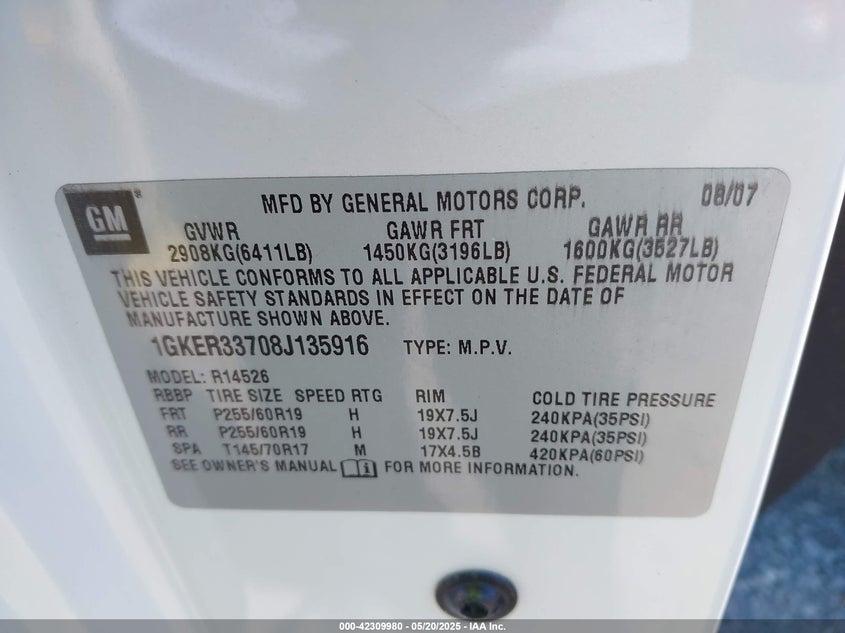 GM
MFD BY GENERAL MOTORS CORP. 08/07
GVWR GAWR FRT GAWR RR
2908KG(6411LB) 1450KG(3196LB) 1600KG(3527LB)
THIS VEHICLE CONFORMS TO ALL APPLICABLE U.S. FEDERAL MOTOR
VEHICLE SAFETY STANDARDS IN EFFECT ON THE DATE OF
MANUFACTURE SHOWN ABOVE.
1GKER33708J135916 TYPE: M.P.V.
MODEL: R14526
RBBP TIRE SIZE SPEED RTG RIM COLD TIRE PRESSURE
FRT P255/60R19 H 19X7.5J 240KPA(35PSI)
RR P255/60R19 H 19X7.5J 240KPA(35PSI)
SPA T145/70R17 M 17X4.5B 420KPA(60PSI)
SEE OWNER'S MANUAL FOR MORE INFORMATION.
000-42309980 - 05/20/2025 - IAA Inc.